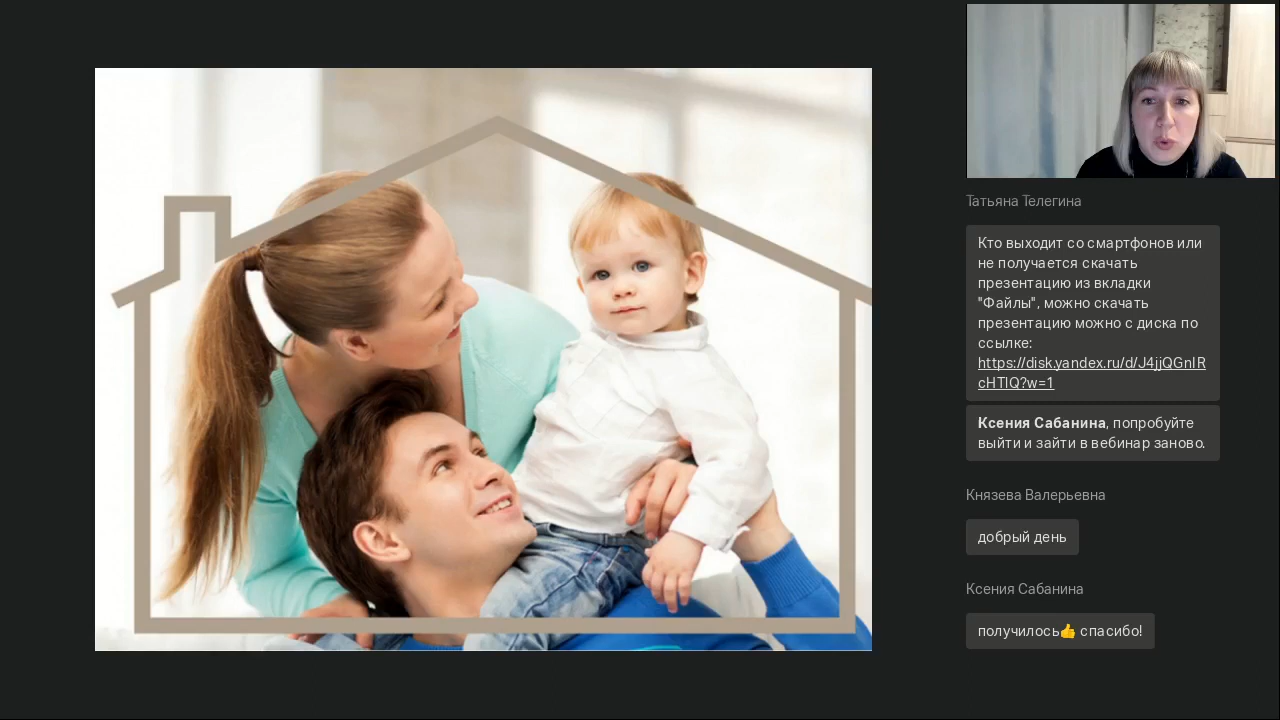 Татьяна Телегина
Кто выходит со смартфонов или
не получается скачать
презентацию из вкладки
"Файлы", можно скачать
презентацию можно с диска по
ссылке:
https://disk.yandex.ru/d/J4jjQGnIR
cHTlQ?w=1
Ксения Сабанина, попробуйте
выйти и зайти в вебинар заново.
Князева Валерьевна
добрый день
Ксения Сабанина
получилось👍 спасибо!